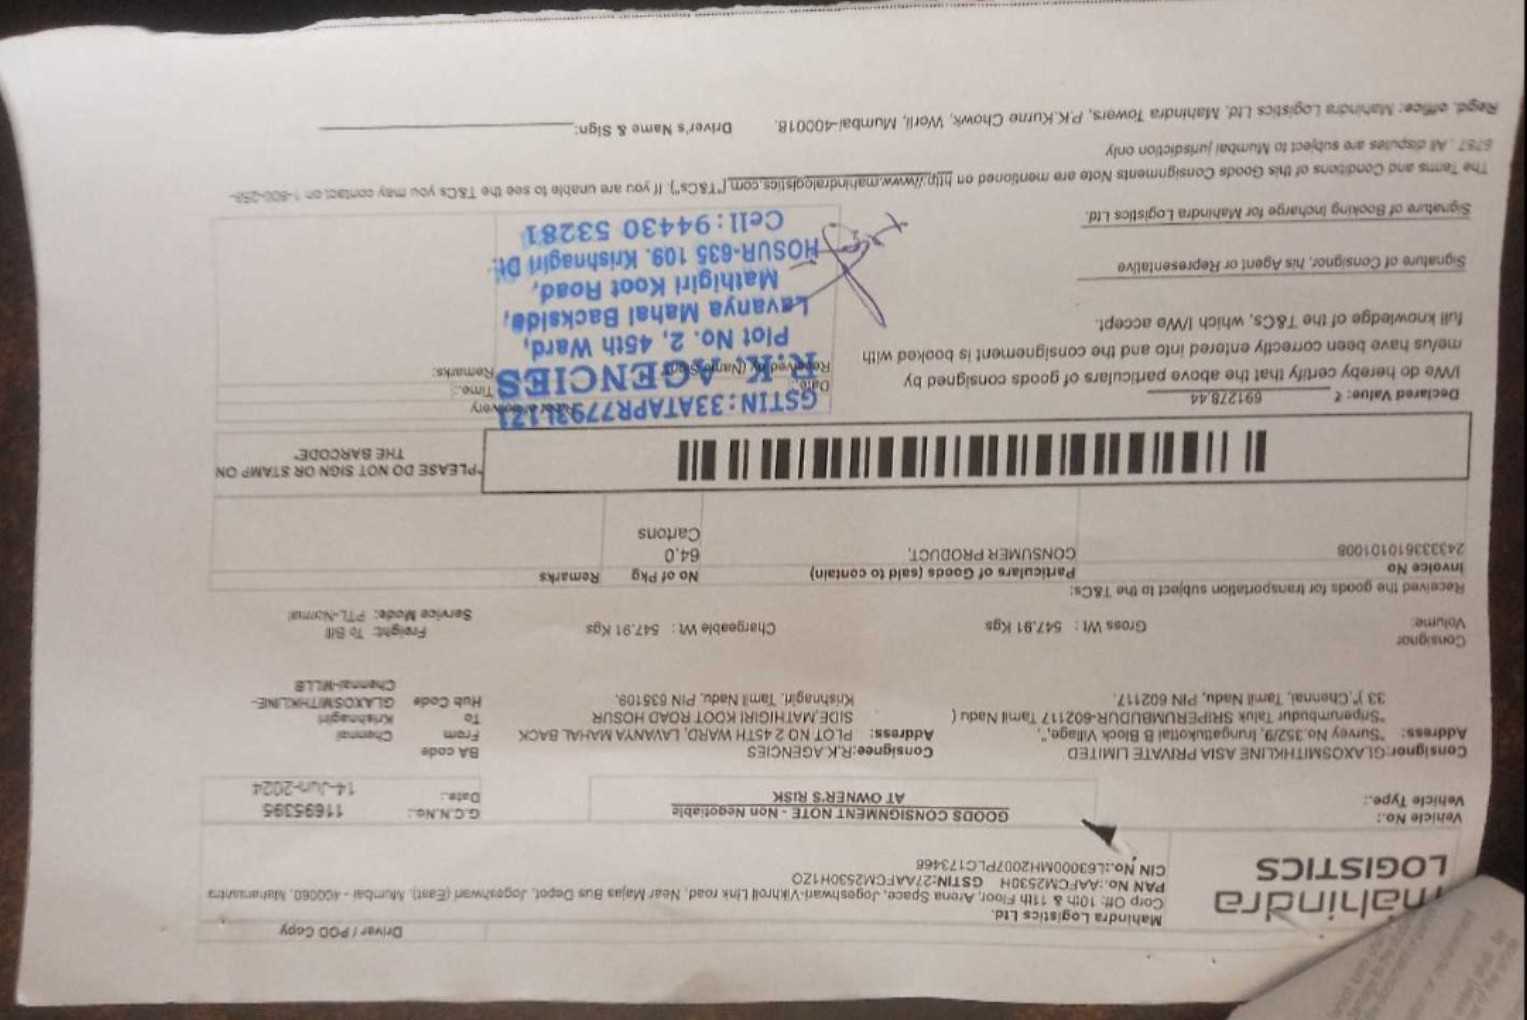 Driver / POD Copy
mahindra
LOGISTICS
Mahindra Logistics Ltd.
Corp Off: 10th & 11th Floor, Arena Space, Jogeshwari-Vikhroli Link road, Near Majas Bus Depot, Jogeshwari (East), Mumbai - 400060, Maharashtra
PAN No.:AAFCM2530H GSTIN:27AAFCM2530H1ZO
CIN No.:L63000MH2007PLC173466
Vehicle No.:
Vehicle Type.:
GOODS CONSIGNMENT NOTE - Non Negotiable
AT OWNER'S RISK
G.C.N.No.: 11695395
Date.: 14-Jun-2024
Consignor:GLAXOSMITHKLINE ASIA PRIVATE LIMITED
Address: "Survey No.352/9, Irungattukottai B Block Village,",
"Sriperumbudur Taluk SRIPERUMBUDUR-602117 Tamil Nadu (
33 )",Chennai, Tamil Nadu, PIN 602117.
Consignee:R.K.AGENCIES
Address: PLOT NO 2 45TH WARD, LAVANYA MAHAL BACK
SIDE,MATHIGIRI KOOT ROAD HOSUR
Krishnagiri, Tamil Nadu, PIN 635109.
BA code
From Chennai
To Krishnagiri
Hub Code GLAXOSMITHKLINE-
Chennai-MLLB
Consignor
Volume:
Gross Wt : 547.91 Kgs
Chargeable Wt : 547.91 Kgs
Freight: To Bill
Service Mode: PTL-Normal
Received the goods for transportation subject to the T&Cs:
Invoice No
Particulars of Goods (said to contain)
No of Pkg
Remarks
2433361010101008
CONSUMER PRODUCT,
64.0
Cartons
"PLEASE DO NOT SIGN OR STAMP ON
THE BARCODE"
Declared Value: ₹ 691278.44
I/We do hereby certify that the above particulars of goods consigned by
me/us have been correctly entered into and the consignement is booked with
full knowledge of the T&Cs, which I/We accept.
Signature of Consignor, his Agent or Representative
Signature of Booking Incharge for Mahindra Logistics Ltd.
delivery
Date.:
Time.:
Received by (Name
Remarks:
GSTIN:33ATAPR7793L1Z1
R.K. AGENCIES
Plot No. 2, 45th Ward,
Lavanya Mahal Backside,
Mathigiri Koot Road,
HOSUR-635 109. Krishnagiri Dt.
Cell:94430 53281
The Terms and Conditions of this Goods Consignments Note are mentioned on http://www.mahindralogistics.com ["T&Cs"]. If you are unable to see the T&Cs you may contact on 1-800-258-
6787 . All disputes are subject to Mumbai jurisdiction only
Regd. office: Mahindra Logistics Ltd, Mahindra Towers, P.K.Kurne Chowk, Worli, Mumbai-400018.
Driver's Name & Sign: